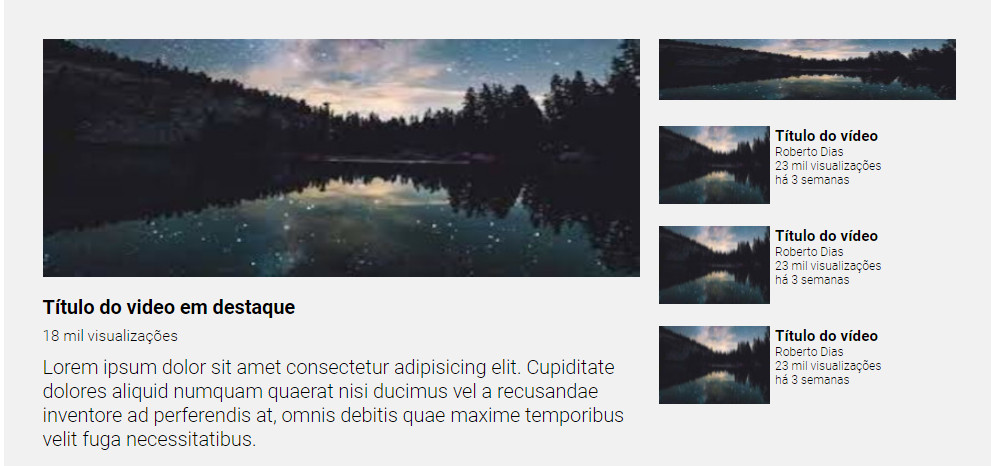 Título do video em destaque
18 mil visualizações
Lorem ipsum dolor sit amet consectetur adipisicing elit. Cupiditate
dolores aliquid numquam quaerat nisi ducimus vel a recusandae
inventore ad perferendis at, omnis debitis quae maxime temporibus
velit fuga necessitatibus.
Título do vídeo
Roberto Dias
23 mil visualizações
há 3 semanas
Título do vídeo
Roberto Dias
23 mil visualizações
há 3 semanas
Título do vídeo
Roberto Dias
23 mil visualizações
há 3 semanas